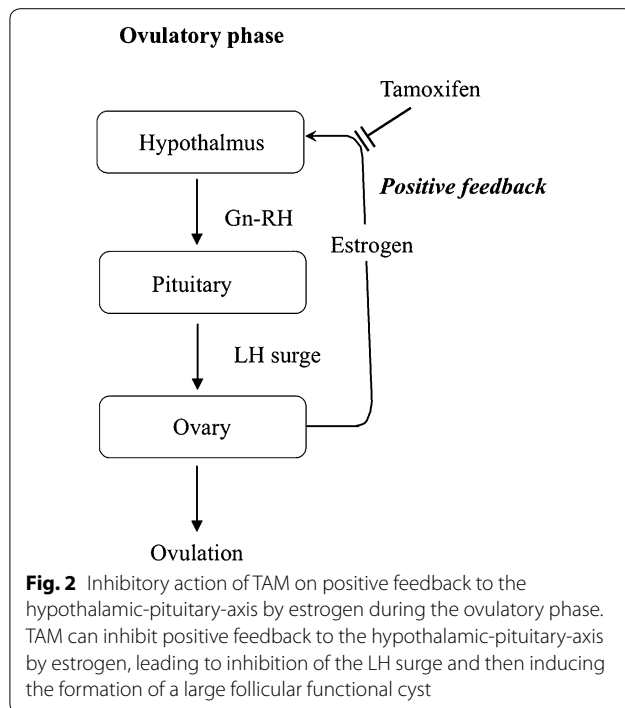 Ovulatory phase
Tamoxifen
Hypothalmus
Positive feedback
Gn-RH
Estrogen
Pituitary
LH surge
Ovary
Ovulation
Fig. 2 Inhibitory action of TAM on positive feedback to the
hypothalamic-pituitary-axis by estrogen during the ovulatory phase.
TAM can inhibit positive feedback to the hypothalamic-pituitary-axis
by estrogen, leading to inhibition of the LH surge and then inducing
the formation of a large follicular functional cyst